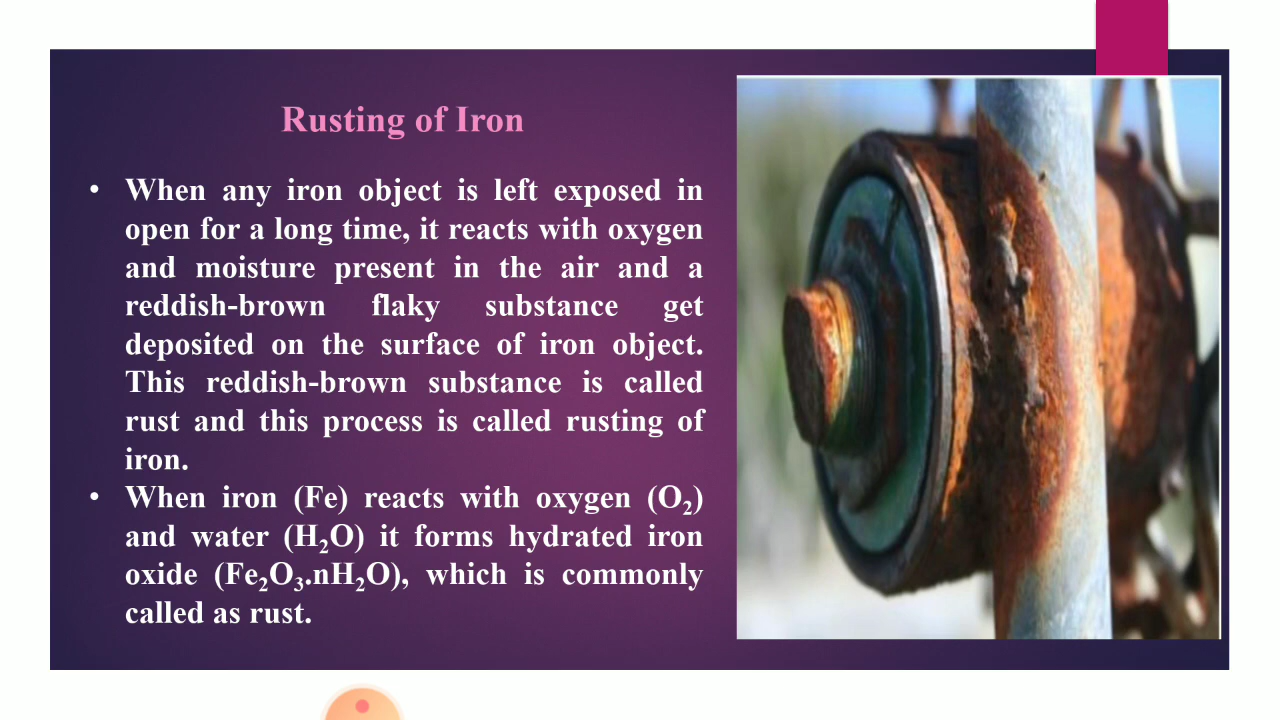 Rusting of Iron
• When any iron object is left exposed in
open for a long time, it reacts with oxygen
and moisture present in the air and a
reddish-brown flaky substance get
deposited on the surface of iron object.
This reddish-brown substance is called
rust and this process is called rusting of
iron.
• When iron (Fe) reacts with oxygen (O₂)
and water (H₂O) it forms hydrated iron
oxide (Fe₂O₃.nH₂O), which is commonly
called as rust.